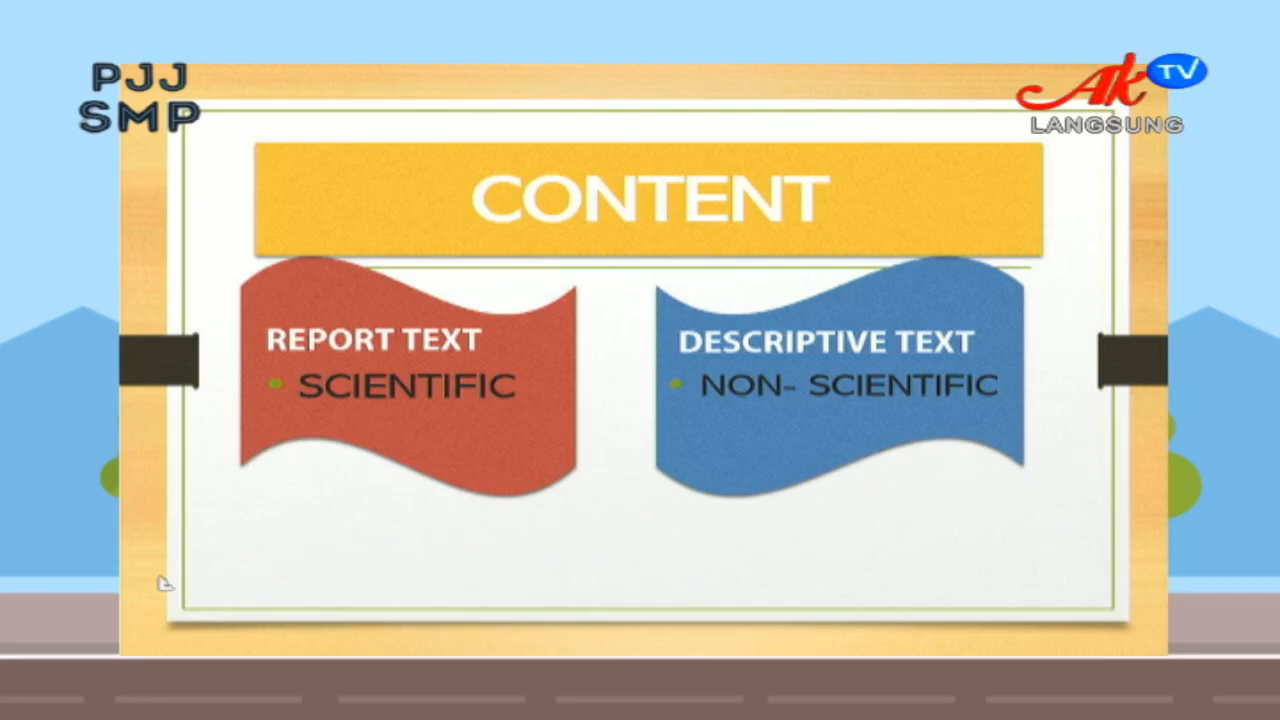 PJJ
SMP
Ak TV
LANGSUNG
CONTENT
REPORT TEXT
SCIENTIFIC
DESCRIPTIVE TEXT
NON- SCIENTIFIC